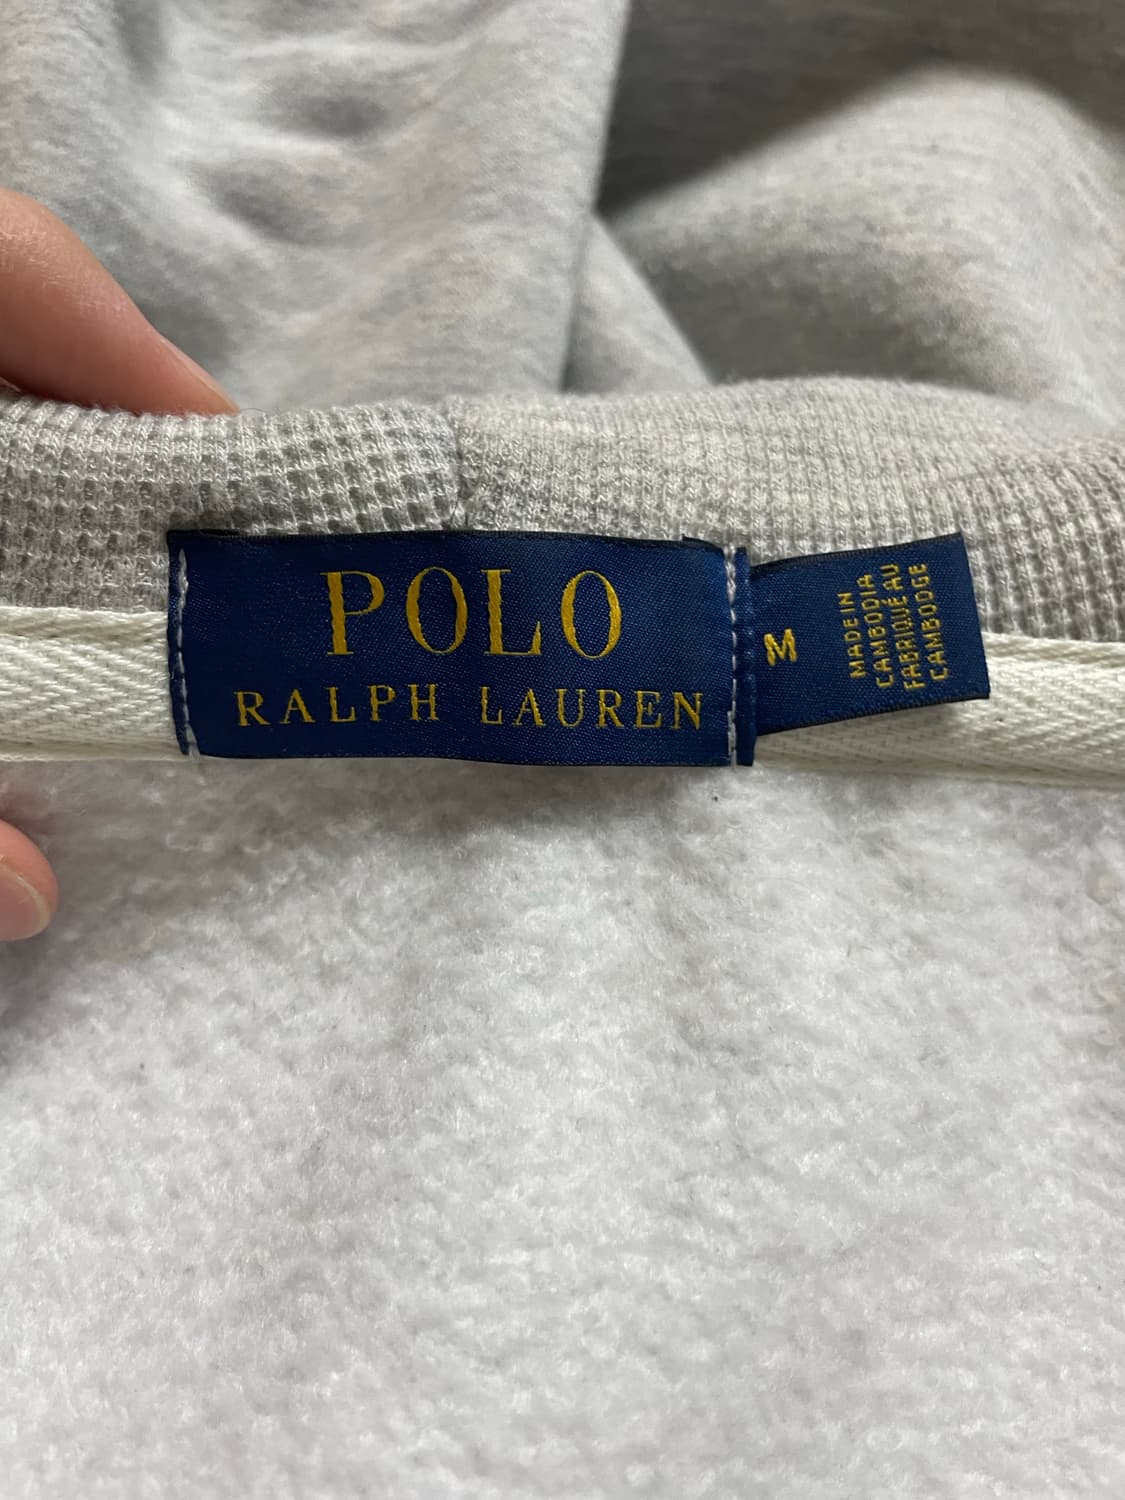 POLO
RALPH LAUREN
M
MADE IN
CAMBODIA
FABRIQUÉ AU
CAMBODGE